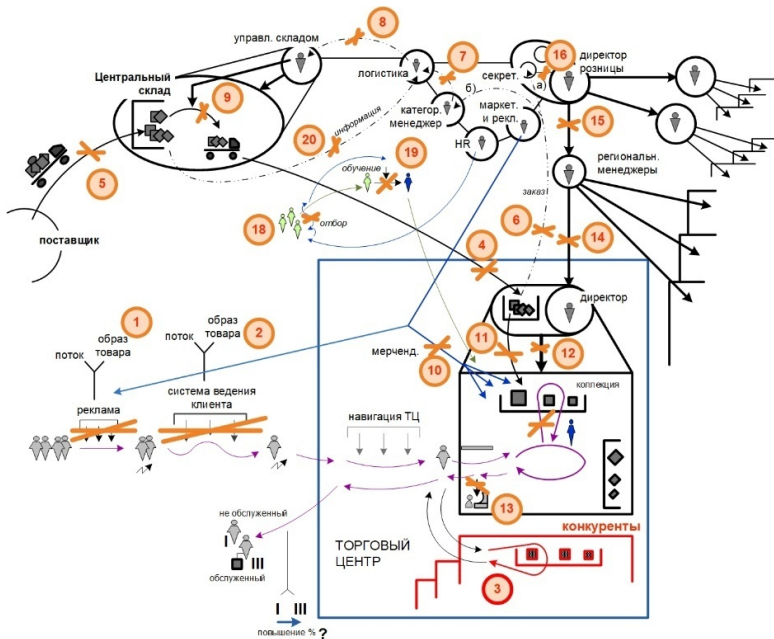 8
управл. складом
7
16
логистика
секрет.
директор
розницы
Центральный
склад
б)
а)
9
категор.
менеджер
маркет.
и рекл.
15
20
информация
HR
региональн.
менеджеры
5
19
обучение
заказ
18
отбор
6
14
поставщик
4
директор
1
образ
товара
2
образ
товара
поток
поток
11
12
мерченд.
10
коллекция
реклама
система ведения
клиента
навигация ТЦ
13
не обслуженный
I
III
обслуженный
ТОРГОВЫЙ
ЦЕНТР
конкуренты
3
I III
повышение % ?